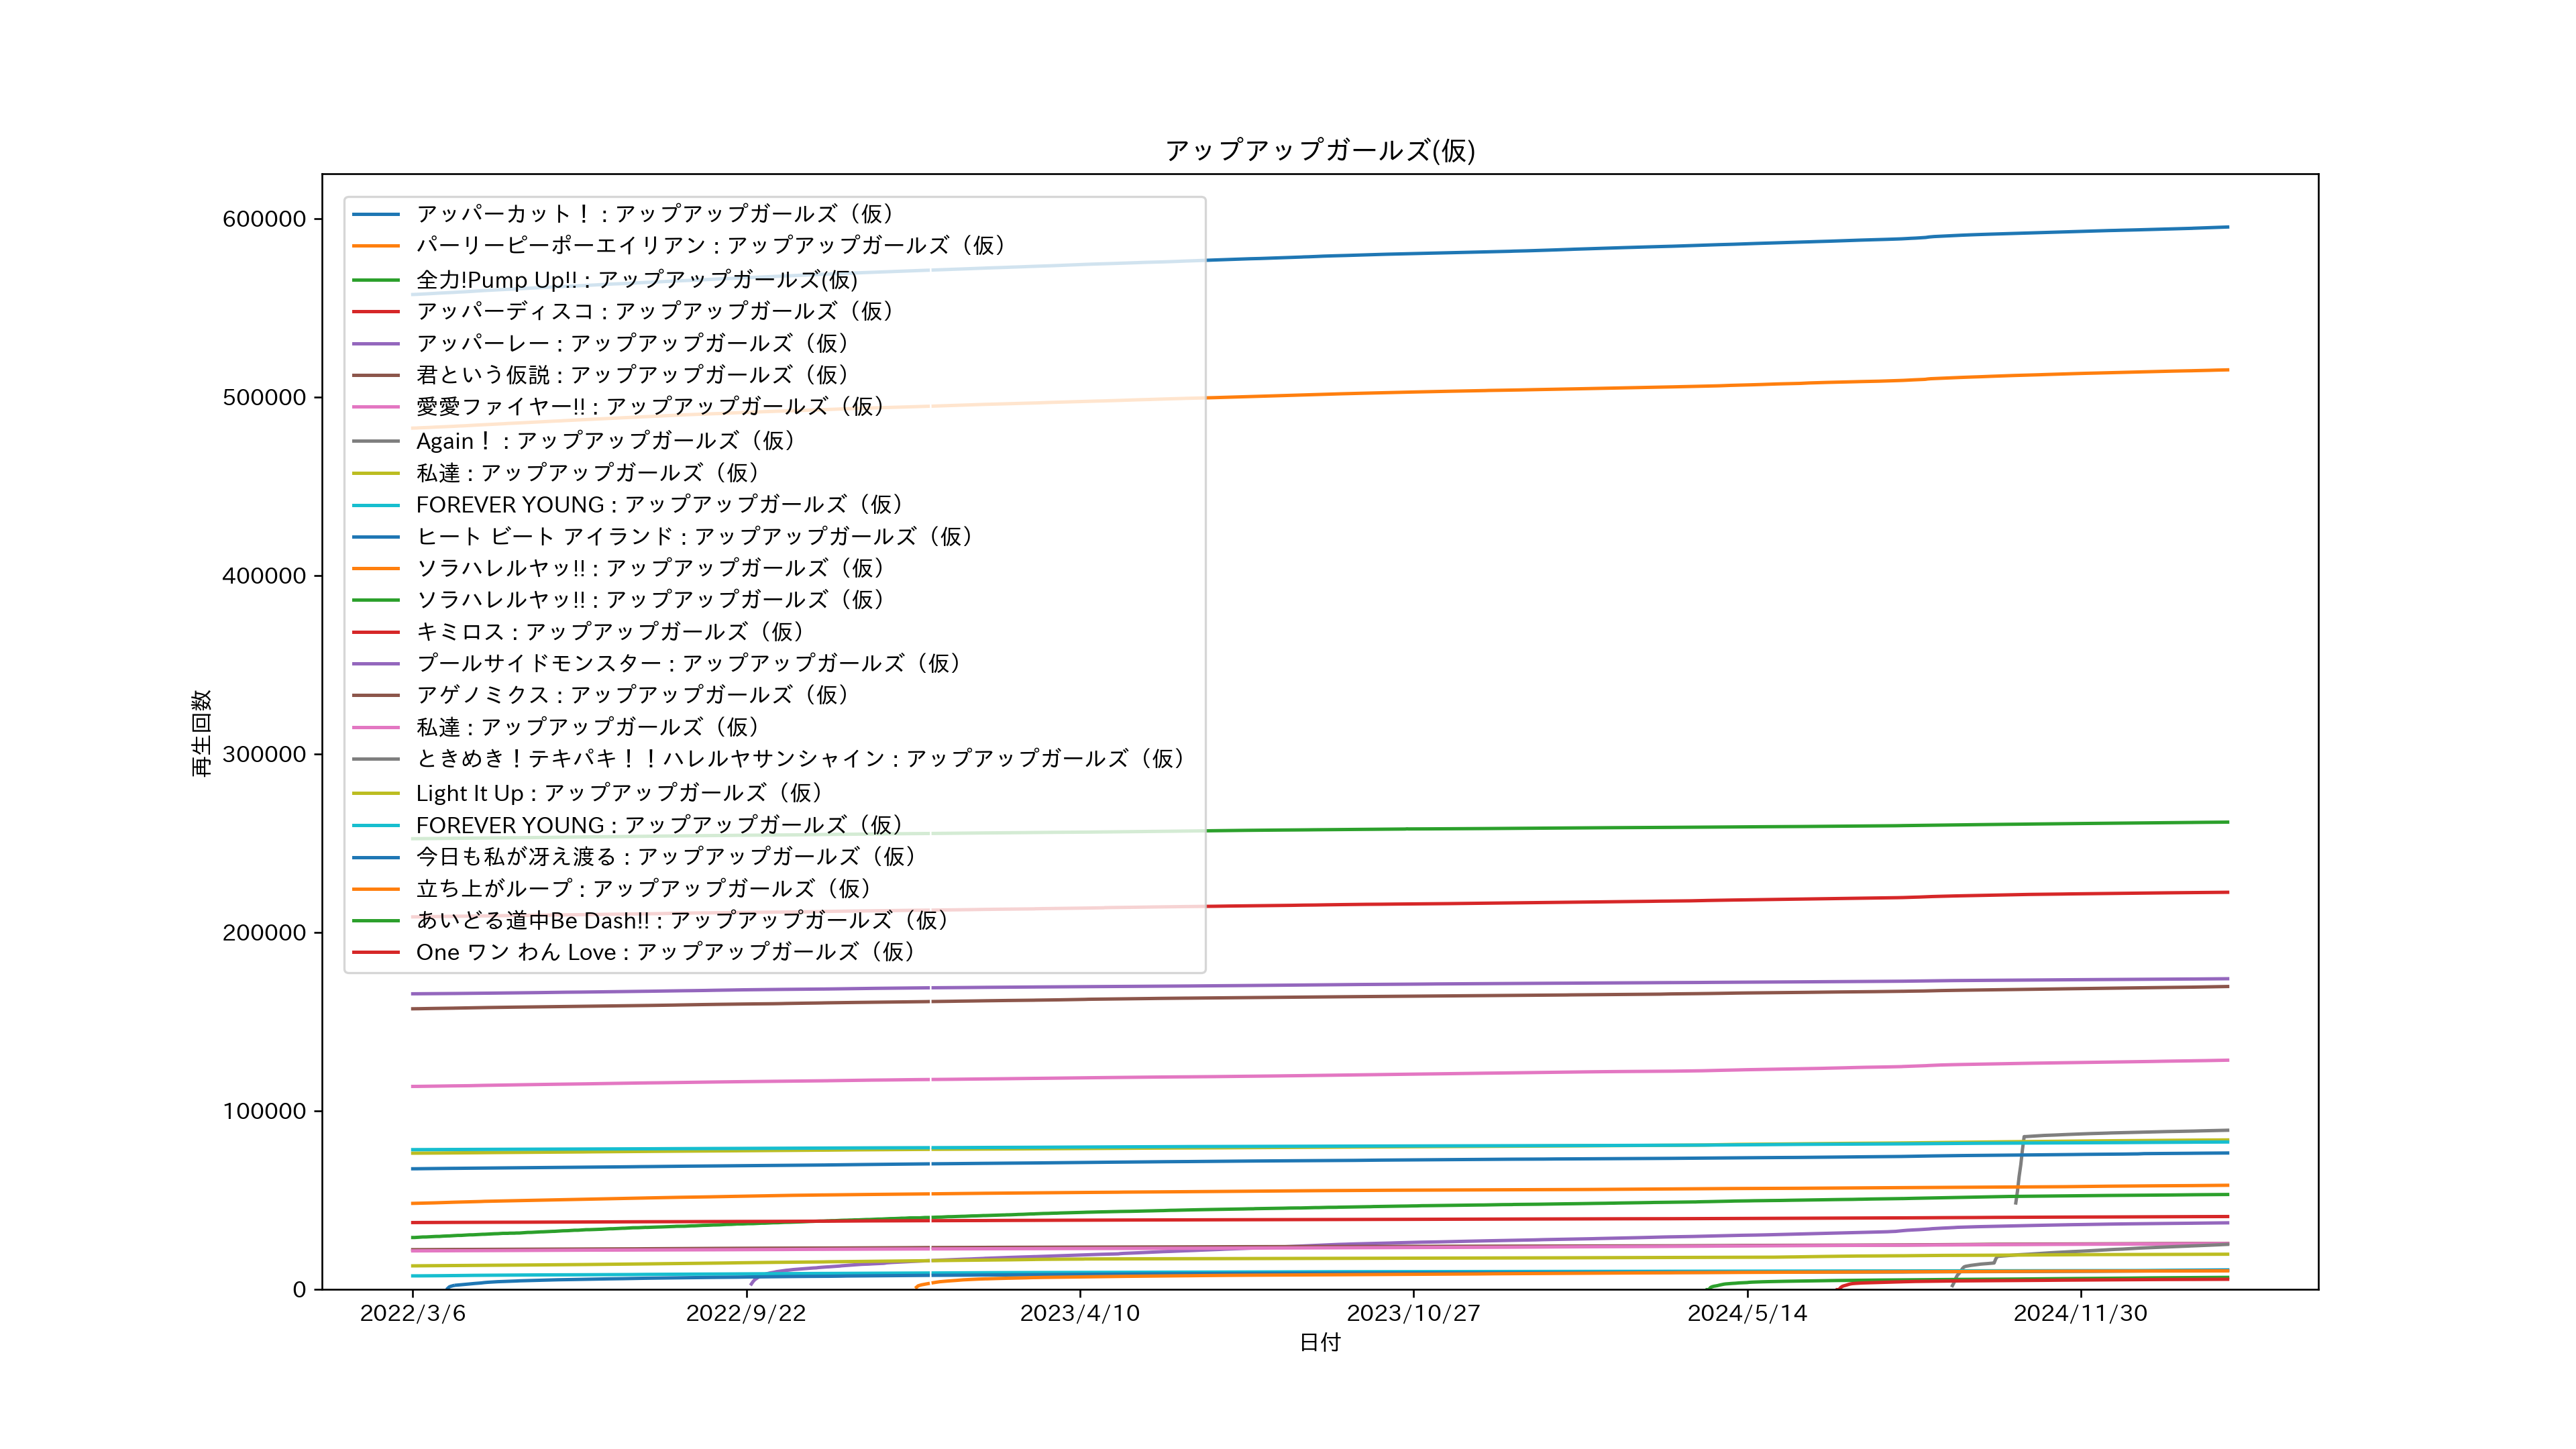 アップアップガールズ(仮)
アッパーカット！ : アップアップガールズ（仮）
パーリーピーポーエイリアン : アップアップガールズ（仮）
全力!Pump Up!! : アップアップガールズ(仮)
アッパーディスコ : アップアップガールズ（仮）
アッパーレー : アップアップガールズ（仮）
君という仮説 : アップアップガールズ（仮）
愛愛ファイヤー!! : アップアップガールズ（仮）
Again！ : アップアップガールズ（仮）
私達 : アップアップガールズ（仮）
FOREVER YOUNG : アップアップガールズ（仮）
ヒート ビート アイランド : アップアップガールズ（仮）
ソラハレルヤッ!! : アップアップガールズ（仮）
ソラハレルヤッ!! : アップアップガールズ（仮）
キミロス : アップアップガールズ（仮）
プールサイドモンスター : アップアップガールズ（仮）
アゲノミクス : アップアップガールズ（仮）
私達 : アップアップガールズ（仮）
ときめき！テキパキ！！ハレルヤサンシャイン : アップアップガールズ（仮）
Light It Up : アップアップガールズ（仮）
FOREVER YOUNG : アップアップガールズ（仮）
今日も私が冴え渡る : アップアップガールズ（仮）
立ち上がループ : アップアップガールズ（仮）
あいどる道中Be Dash!! : アップアップガールズ（仮）
One ワン わん Love : アップアップガールズ（仮）
600000
500000
400000
300000
200000
100000
0
再生回数
2022/3/6
2022/9/22
2023/4/10
2023/10/27
2024/5/14
2024/11/30
日付